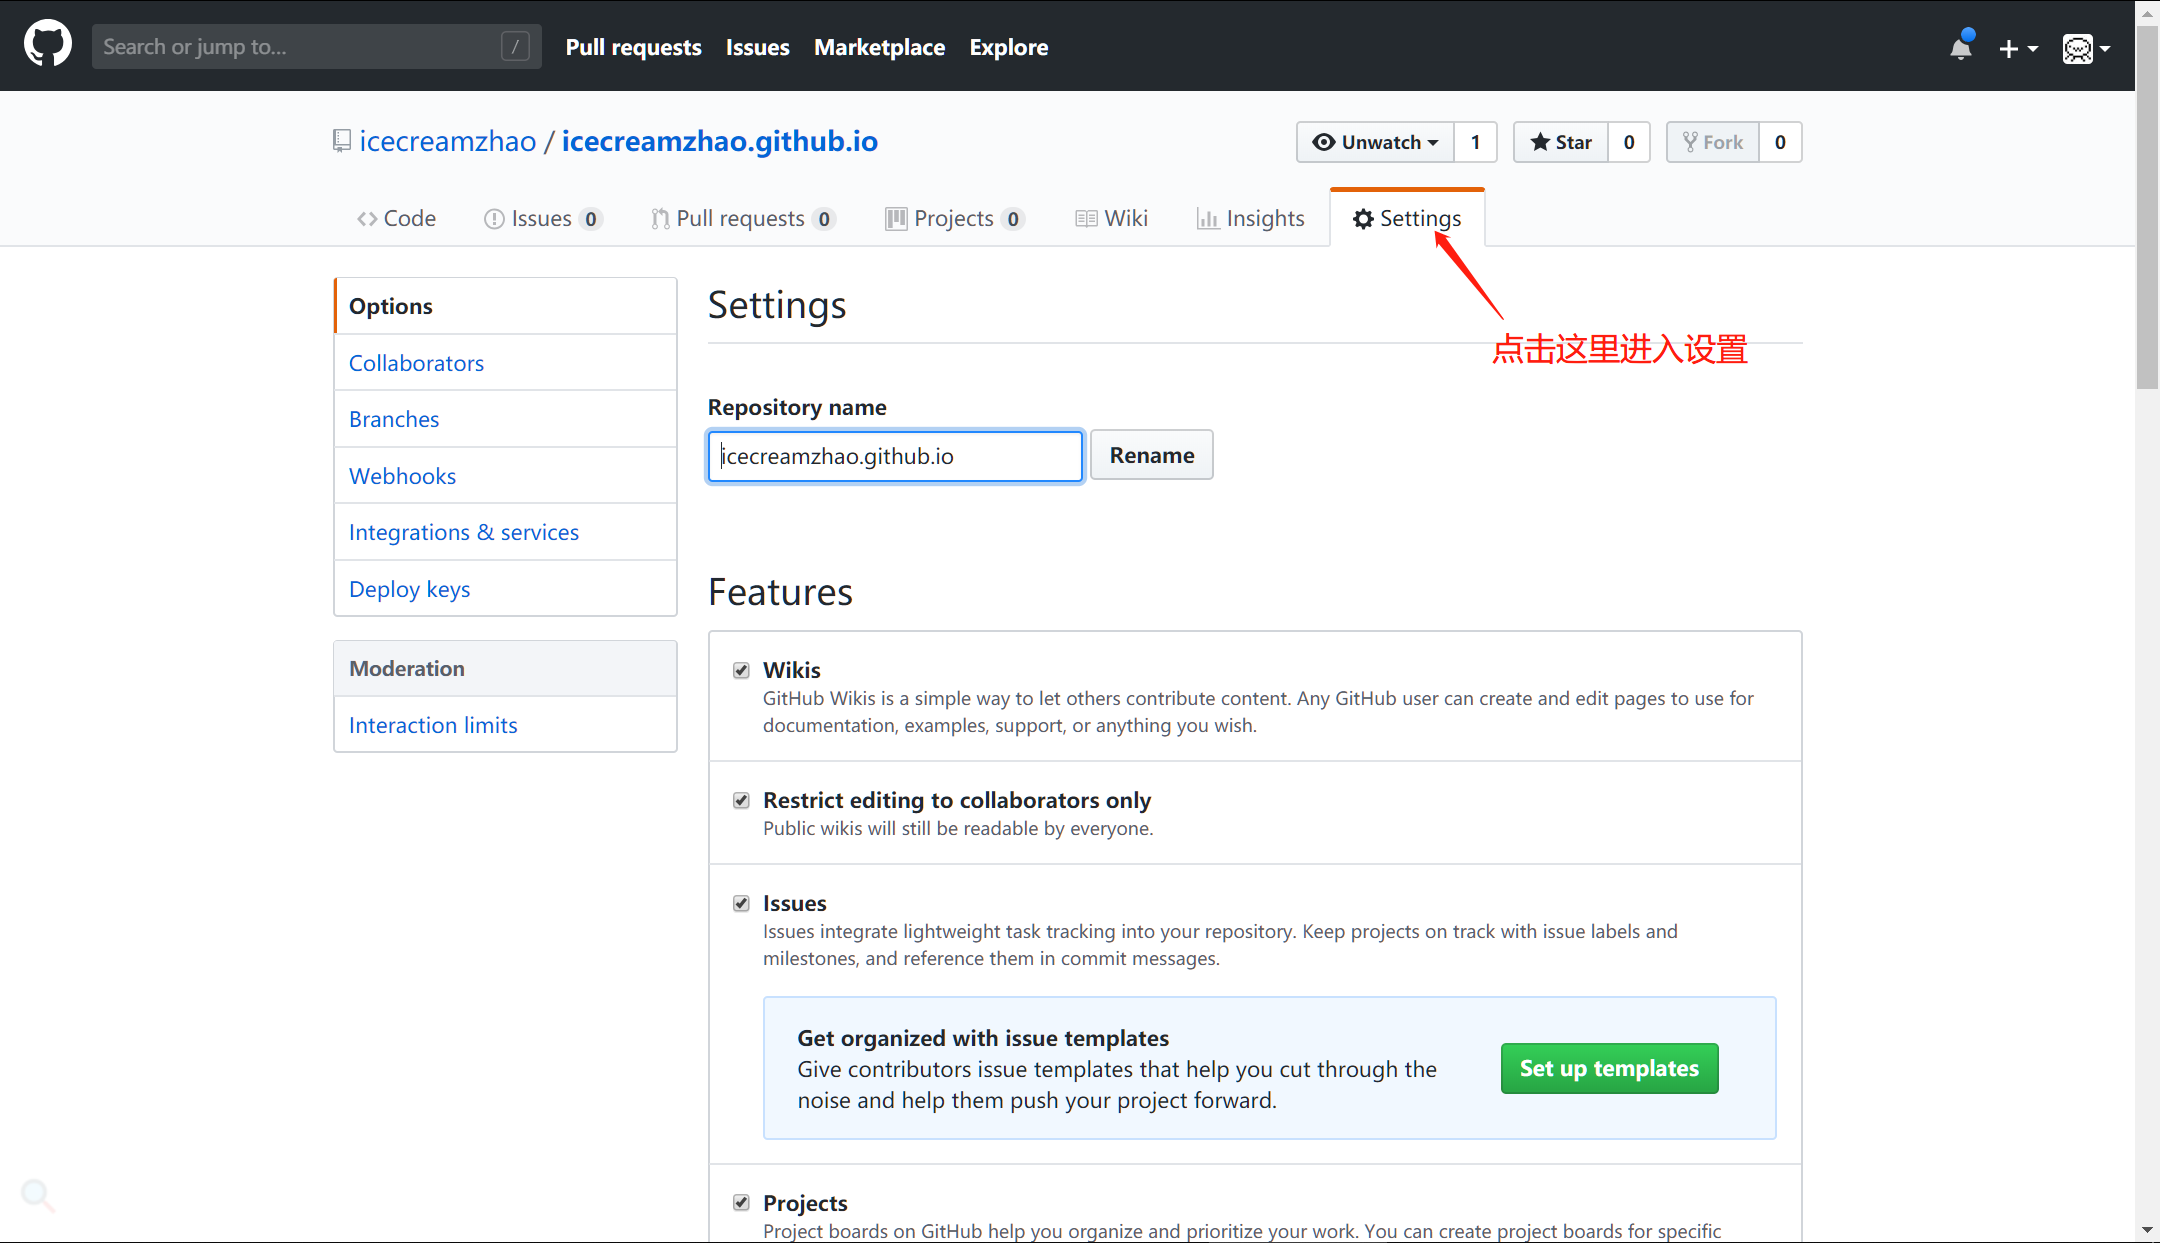 Search or jump to... /
Pull requests Issues Marketplace Explore
icecreamzhao / icecreamzhao.github.io
Unwatch 1 Star 0 Fork 0
Code Issues 0 Pull requests 0 Projects 0 Wiki Insights Settings
点击这里进入设置
Options
Collaborators
Branches
Webhooks
Integrations & services
Deploy keys
Moderation
Interaction limits
Settings
Repository name
icecreamzhao.github.io Rename
Features
Wikis
GitHub Wikis is a simple way to let others contribute content. Any GitHub user can create and edit pages to use for
documentation, examples, support, or anything you wish.
Restrict editing to collaborators only
Public wikis will still be readable by everyone.
Issues
Issues integrate lightweight task tracking into your repository. Keep projects on track with issue labels and
milestones, and reference them in commit messages.
Get organized with issue templates
Give contributors issue templates that help you cut through the
noise and help them push your project forward.
Set up templates
Projects
Project boards on GitHub help you organize and prioritize your work. You can create project boards for specific